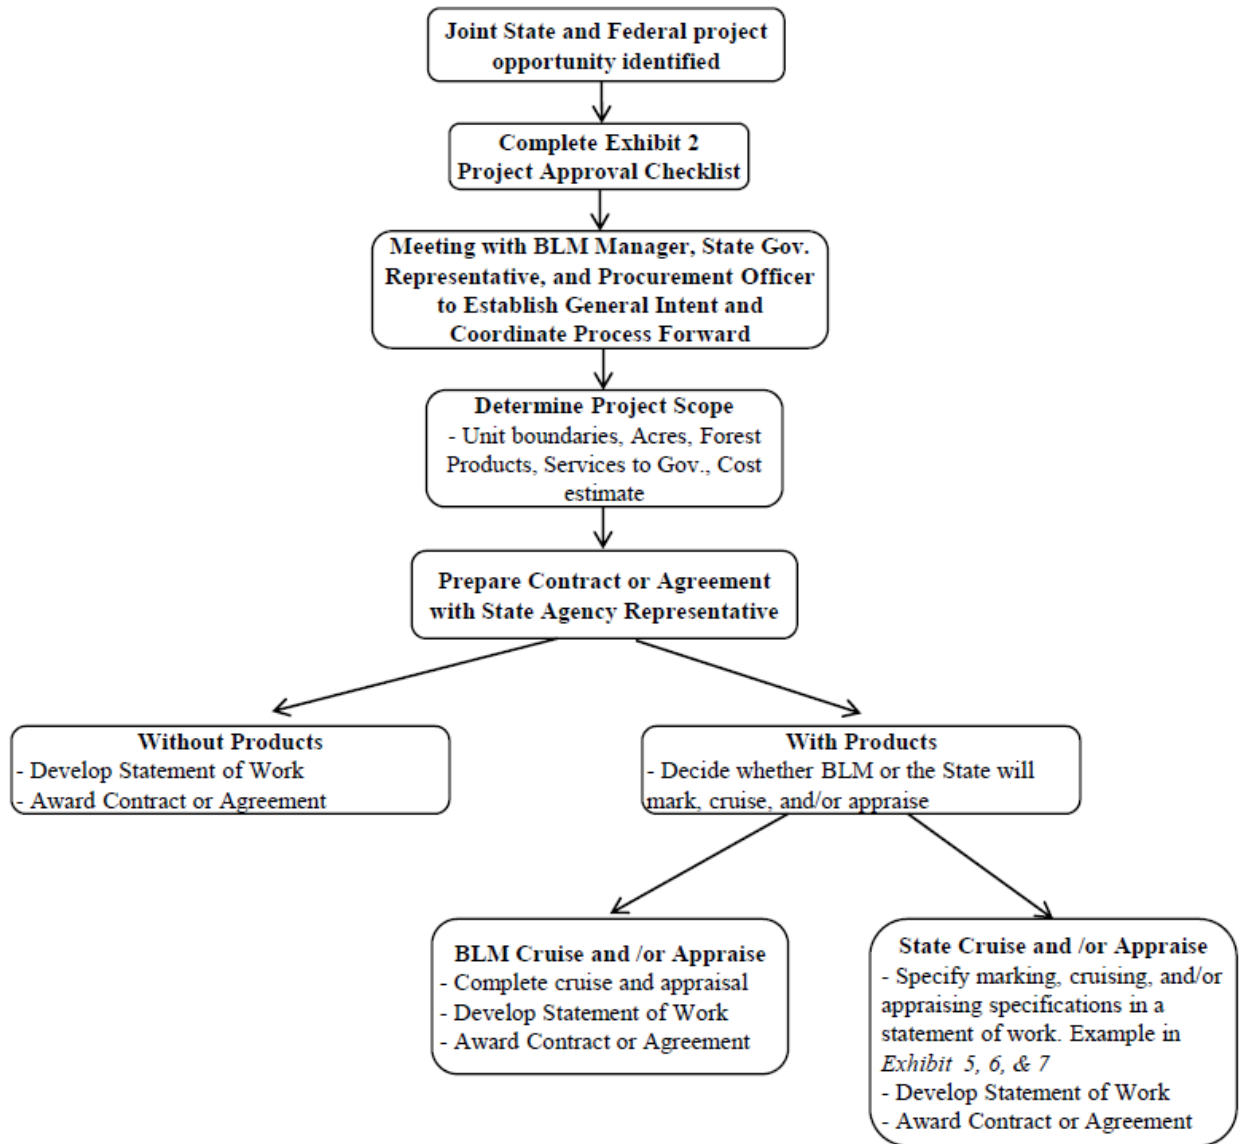 Joint State and Federal project
opportunity identified
Complete Exhibit 2
Project Approval Checklist
Meeting with BLM Manager, State Gov.
Representative, and Procurement Officer
to Establish General Intent and
Coordinate Process Forward
Determine Project Scope
- Unit boundaries, Acres, Forest
Products, Services to Gov., Cost
estimate
Prepare Contract or Agreement
with State Agency Representative
Without Products
- Develop Statement of Work
- Award Contract or Agreement
With Products
- Decide whether BLM or the State will
mark, cruise, and/or appraise
BLM Cruise and /or Appraise
- Complete cruise and appraisal
- Develop Statement of Work
- Award Contract or Agreement
State Cruise and /or Appraise
- Specify marking, cruising, and/or
appraising specifications in a
statement of work. Example in
Exhibit 5, 6, & 7
- Develop Statement of Work
- Award Contract or Agreement